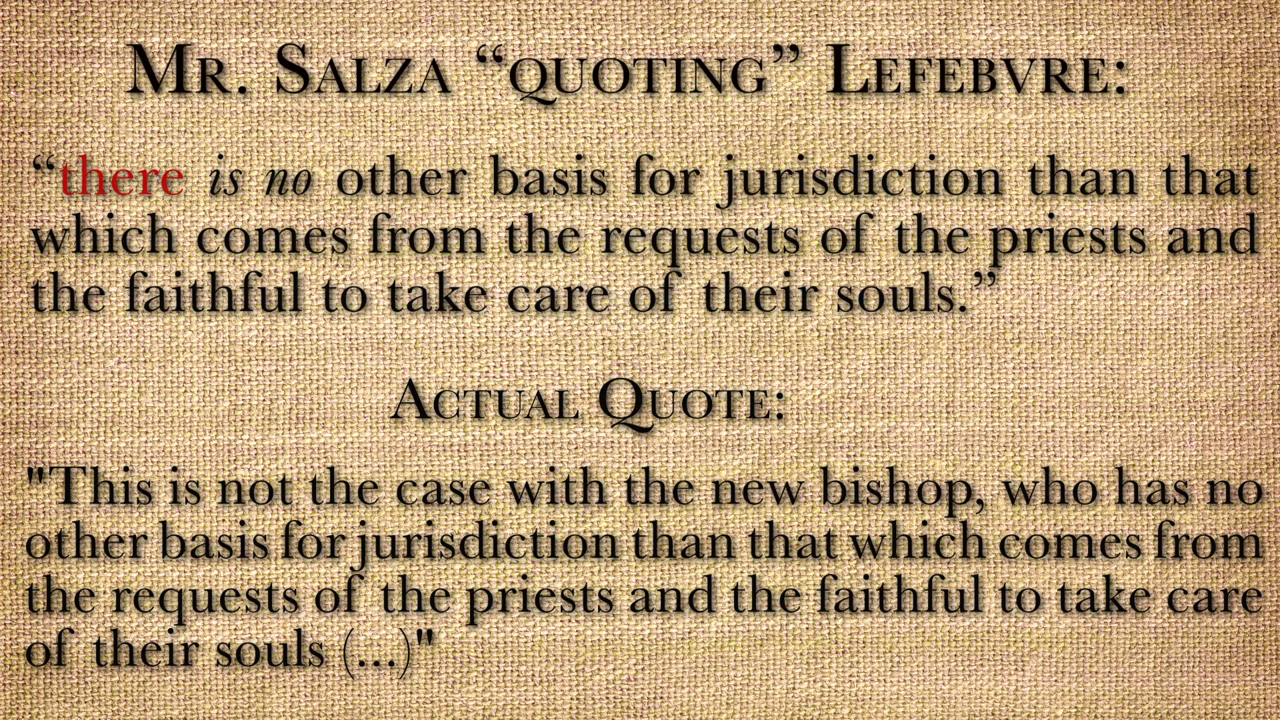 Mr. Salza “quoting” Lefebvre:
“there is no other basis for jurisdiction than that
which comes from the requests of the priests and
the faithful to take care of their souls.”
Actual Quote:
"This is not the case with the new bishop, who has no
other basis for jurisdiction than that which comes from
the requests of the priests and the faithful to take care
of their souls (...)"